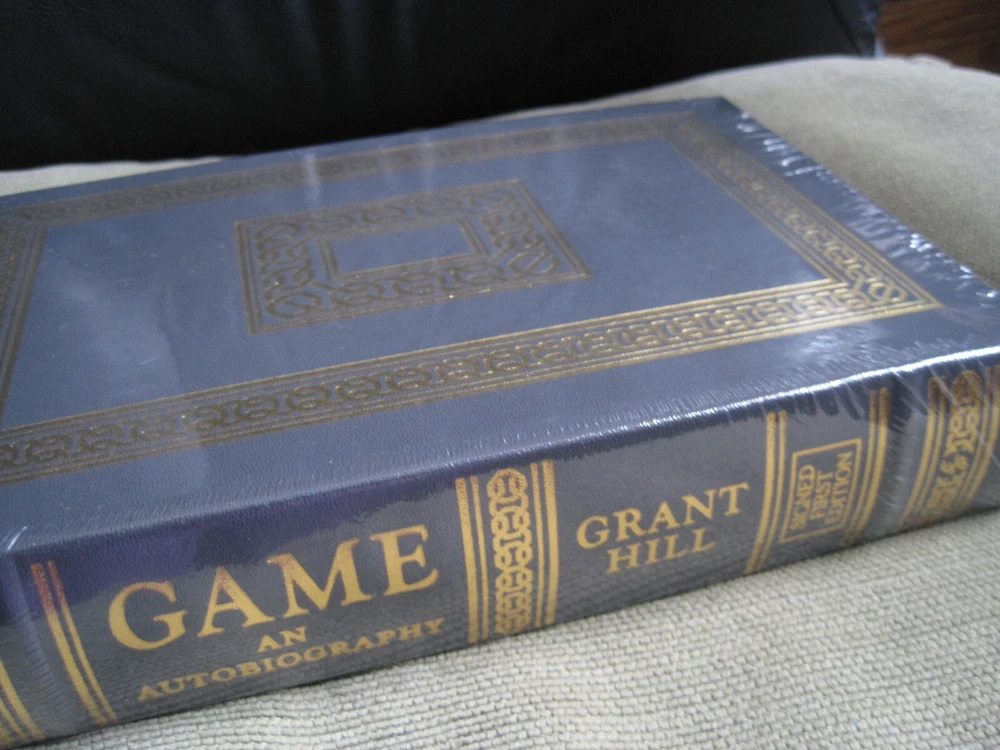 GAME
AN
AUTOBIOGRAPHY
GRANT
HILL
SIGNED
FIRST
EDITION